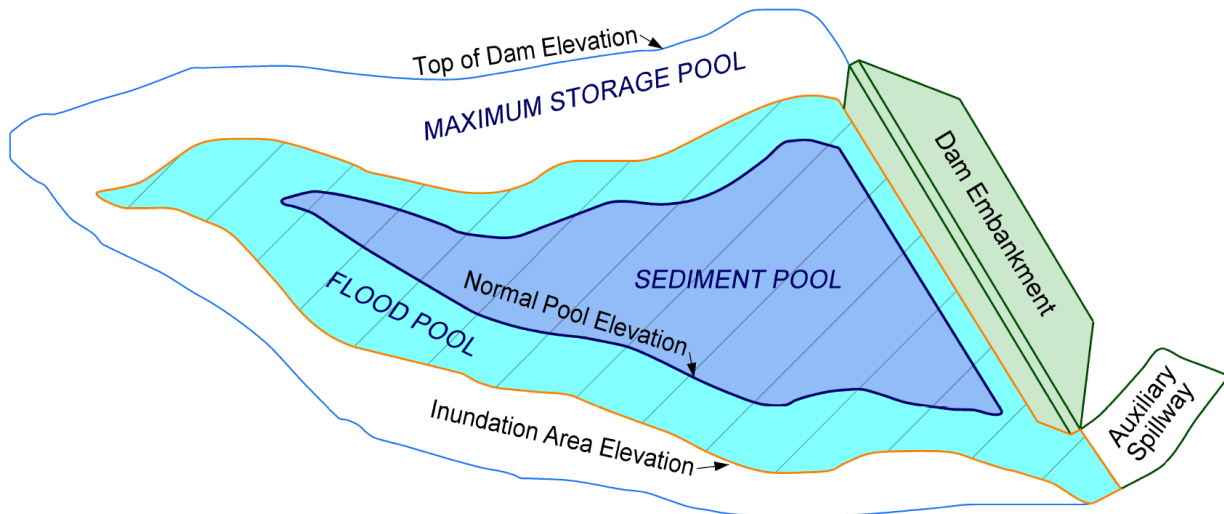 Top of Dam Elevation
MAXIMUM STORAGE POOL
Dam Embankment
SEDIMENT POOL
Normal Pool Elevation
FLOOD POOL
Inundation Area Elevation
Auxiliary
Spillway